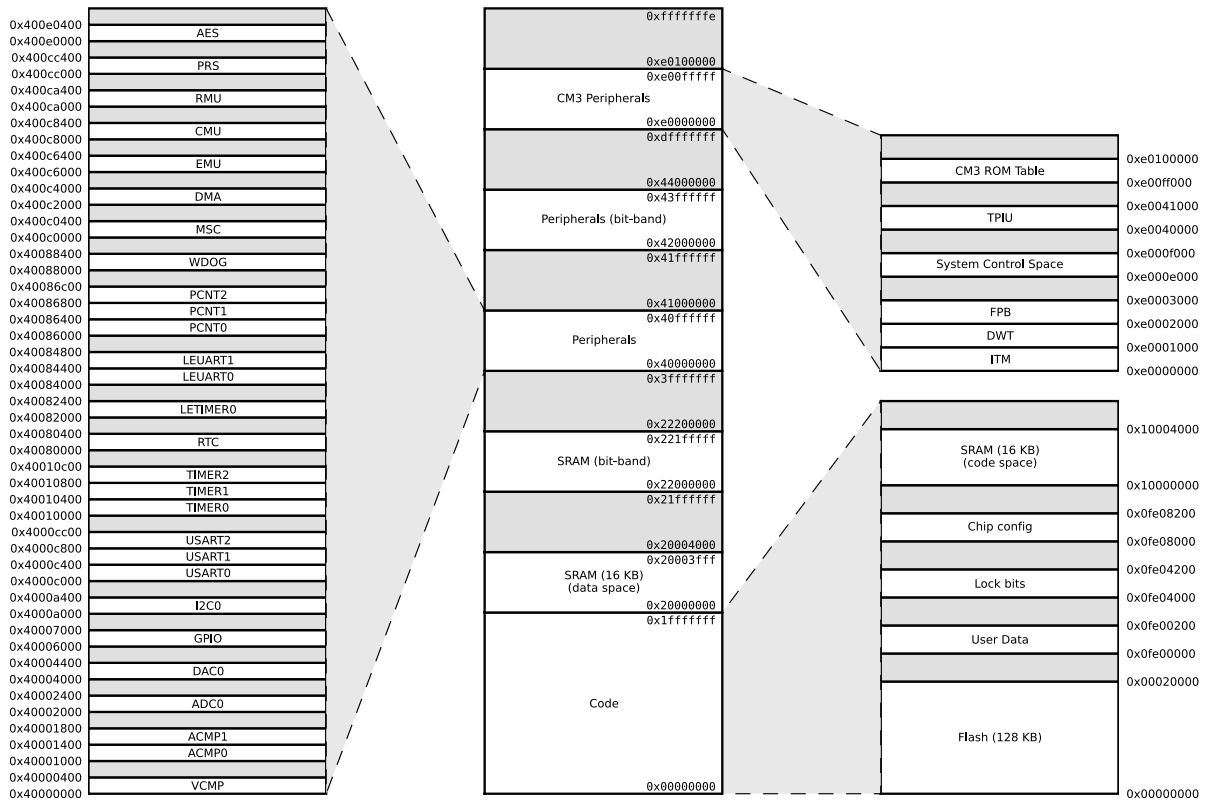 0x400e0400
AES
0x400e0000
0x400cc400
PRS
0x400cc000
0x400ca400
RMU
0x400ca000
0x400c8400
CMU
0x400c8000
0x400c6400
EMU
0x400c6000
0x400c4000
DMA
0x400c2000
0x400c0400
MSC
0x400c0000
0x40088400
WDOG
0x40088000
0x40086c00
PCNT2
0x40086800
PCNT1
0x40086400
PCNT0
0x40086000
0x40084800
LEUART1
0x40084400
LEUART0
0x40084000
0x40082400
LETIMER0
0x40082000
0x40080400
RTC
0x40080000
0x40010c00
TIMER2
0x40010800
TIMER1
0x40010400
TIMER0
0x40010000
0x4000cc00
USART2
0x4000c800
USART1
0x4000c400
USART0
0x4000c000
0x4000a400
I2C0
0x4000a000
0x40007000
GPIO
0x40006000
0x40004400
DAC0
0x40004000
0x40002400
ADC0
0x40002000
0x40001800
ACMP1
0x40001400
ACMP0
0x40001000
0x40000400
VCMP
0x40000000
0xfffffffe
0xe0100000
0xe00fffff
CM3 Peripherals
0xe0000000
0xdfffffff
0x44000000
0x43ffffff
Peripherals (bit-band)
0x42000000
0x41ffffff
0x41000000
0x40ffffff
Peripherals
0x40000000
0x3fffffff
0x22200000
0x221fffff
SRAM (bit-band)
0x22000000
0x21ffffff
0x20004000
0x20003fff
SRAM (16 KB)
(data space)
0x20000000
0x1fffffff
Code
0x00000000
0xe0100000
CM3 ROM Table
0xe00ff000
0xe0041000
TPIU
0xe0040000
0xe000f000
System Control Space
0xe000e000
0xe0003000
FPB
0xe0002000
DWT
0xe0001000
ITM
0xe0000000
0x10004000
SRAM (16 KB)
(code space)
0x10000000
0x0fe08200
Chip config
0x0fe08000
0x0fe04200
Lock bits
0x0fe04000
0x0fe00200
User Data
0x0fe00000
0x00020000
Flash (128 KB)
0x00000000